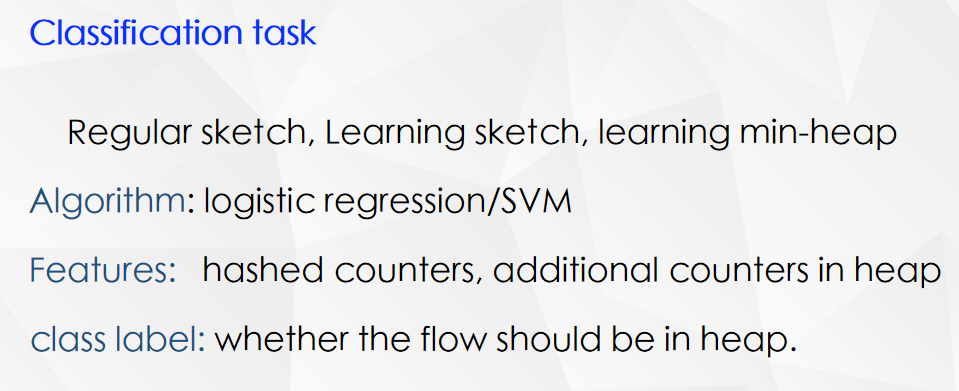 Classification task
Regular sketch, Learning sketch, learning min-heap
Algorithm: logistic regression/SVM
Features: hashed counters, additional counters in heap
class label: whether the flow should be in heap.